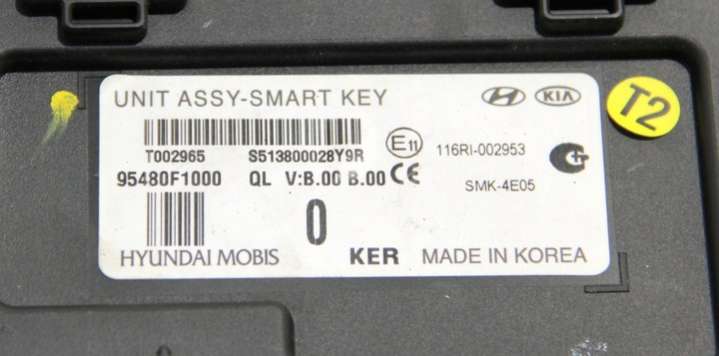 UNIT ASSY-SMART KEY
KIA
T2
T002965 S513800028Y9R
E11
116RI-002953
95480F1000 QL V:B.00 B.00 CE
SMK-4E05
0
HYUNDAI MOBIS KER MADE IN KOREA